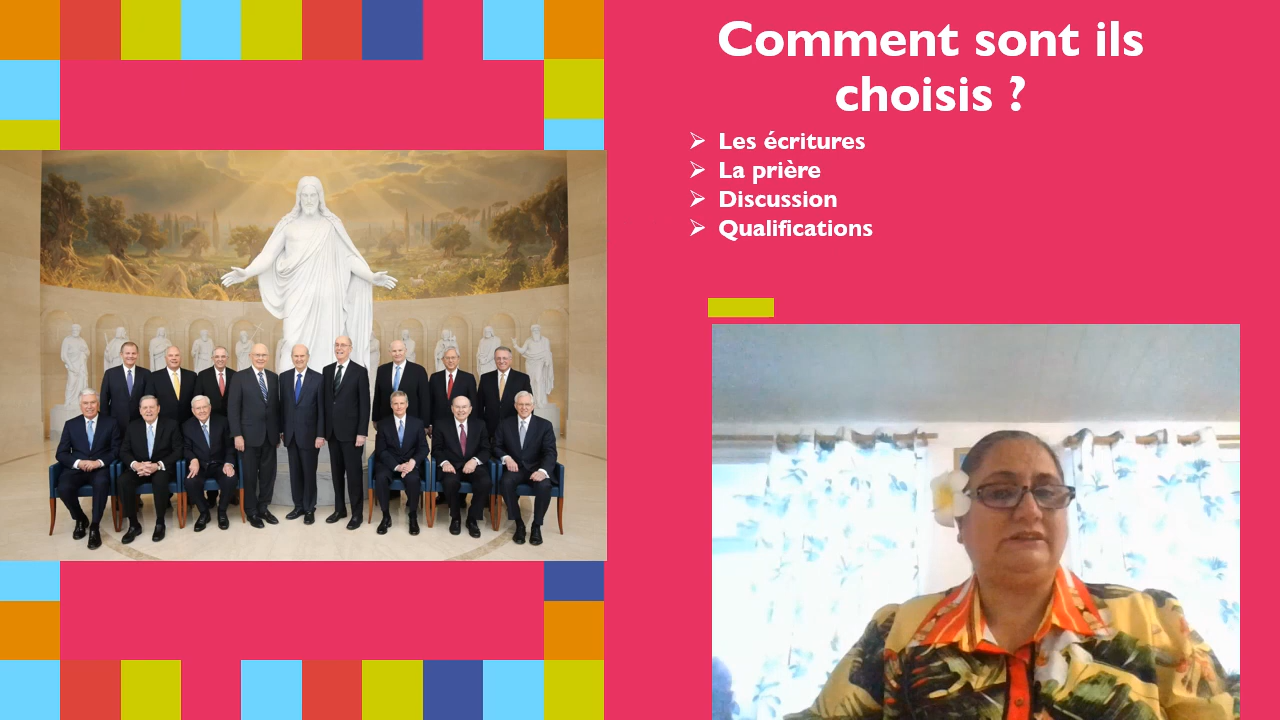 Comment sont ils
choisis ?
Les écritures
La prière
Discussion
Qualifications